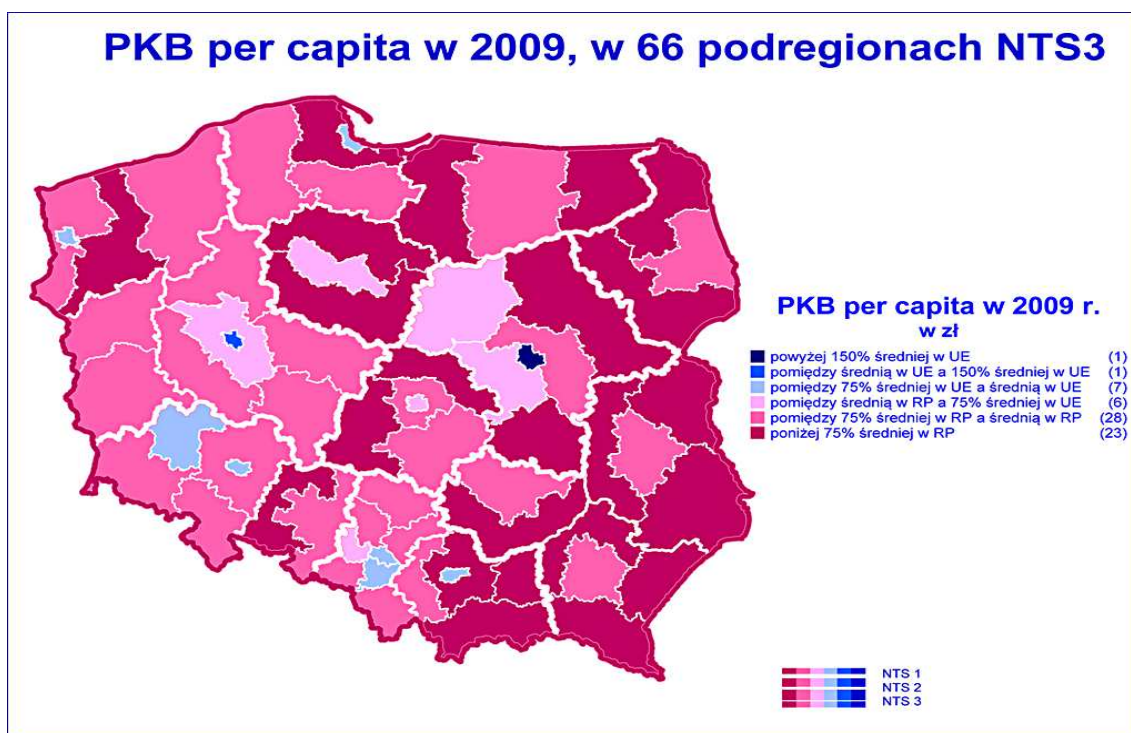 PKB per capita w 2009, w 66 podregionach NTS3
PKB per capita w 2009 r.
w zł
powyżej 150% średniej w UE (1)
pomiędzy średnią w UE a 150% średniej w UE (1)
pomiędzy 75% średniej w UE a średnią w UE (7)
pomiędzy średnią w RP a 75% średniej w UE (6)
pomiędzy 75% średniej w RP a średnią w RP (28)
poniżej 75% średniej w RP (23)
NTS 1
NTS 2
NTS 3